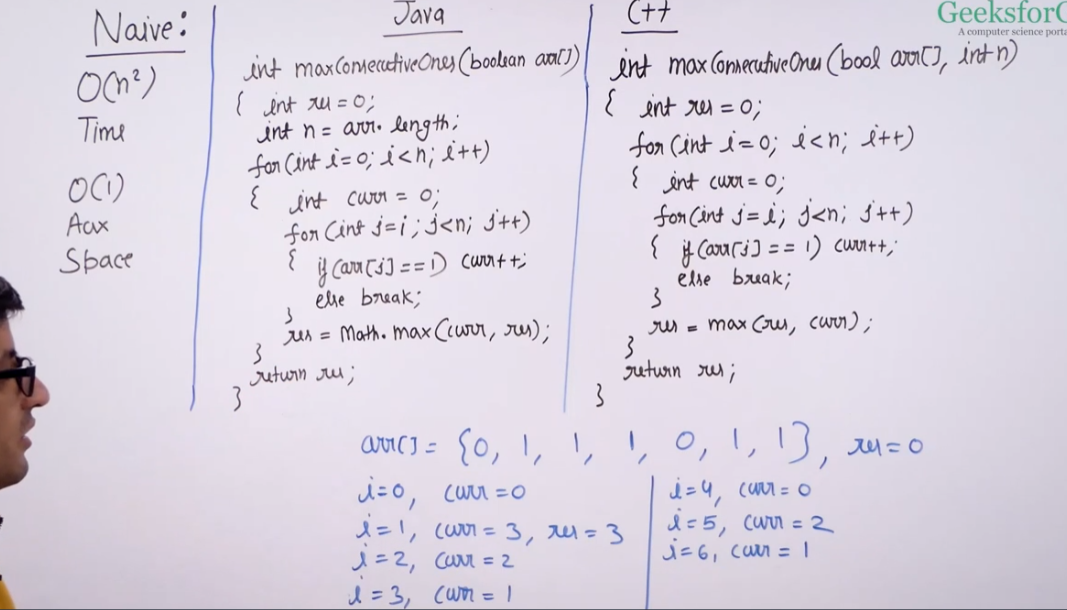 Naive:
O(n²)
Time
O(1)
Aux
Space
Java
int maxConsecutiveOnes(boolean arr[])
{ int res = 0;
int n = arr. length;
for(int i=0; i<n; i++)
{ int curr = 0;
for(int j=i; j<n; j++)
{ if(arr[j]==1) curr++;
else break;
}
res = Math.max(curr, res);
}
return res;
}
C++
int maxConsecutiveOnes(bool arr[], int n)
{ int res = 0;
for(int i=0; i<n; i++)
{ int curr = 0;
for(int j=i; j<n; j++)
{ if(arr[j]==1) curr++;
else break;
}
res = max(res, curr);
}
return res;
}
GeeksforG
A computer science porta
arr[] = {0, 1, 1, 1, 0, 1, 1}, res=0
i=0, curr=0
i=1, curr=3, res=3
i=2, curr=2
i=3, curr=1
i=4, curr=0
i=5, curr=2
i=6, curr=1